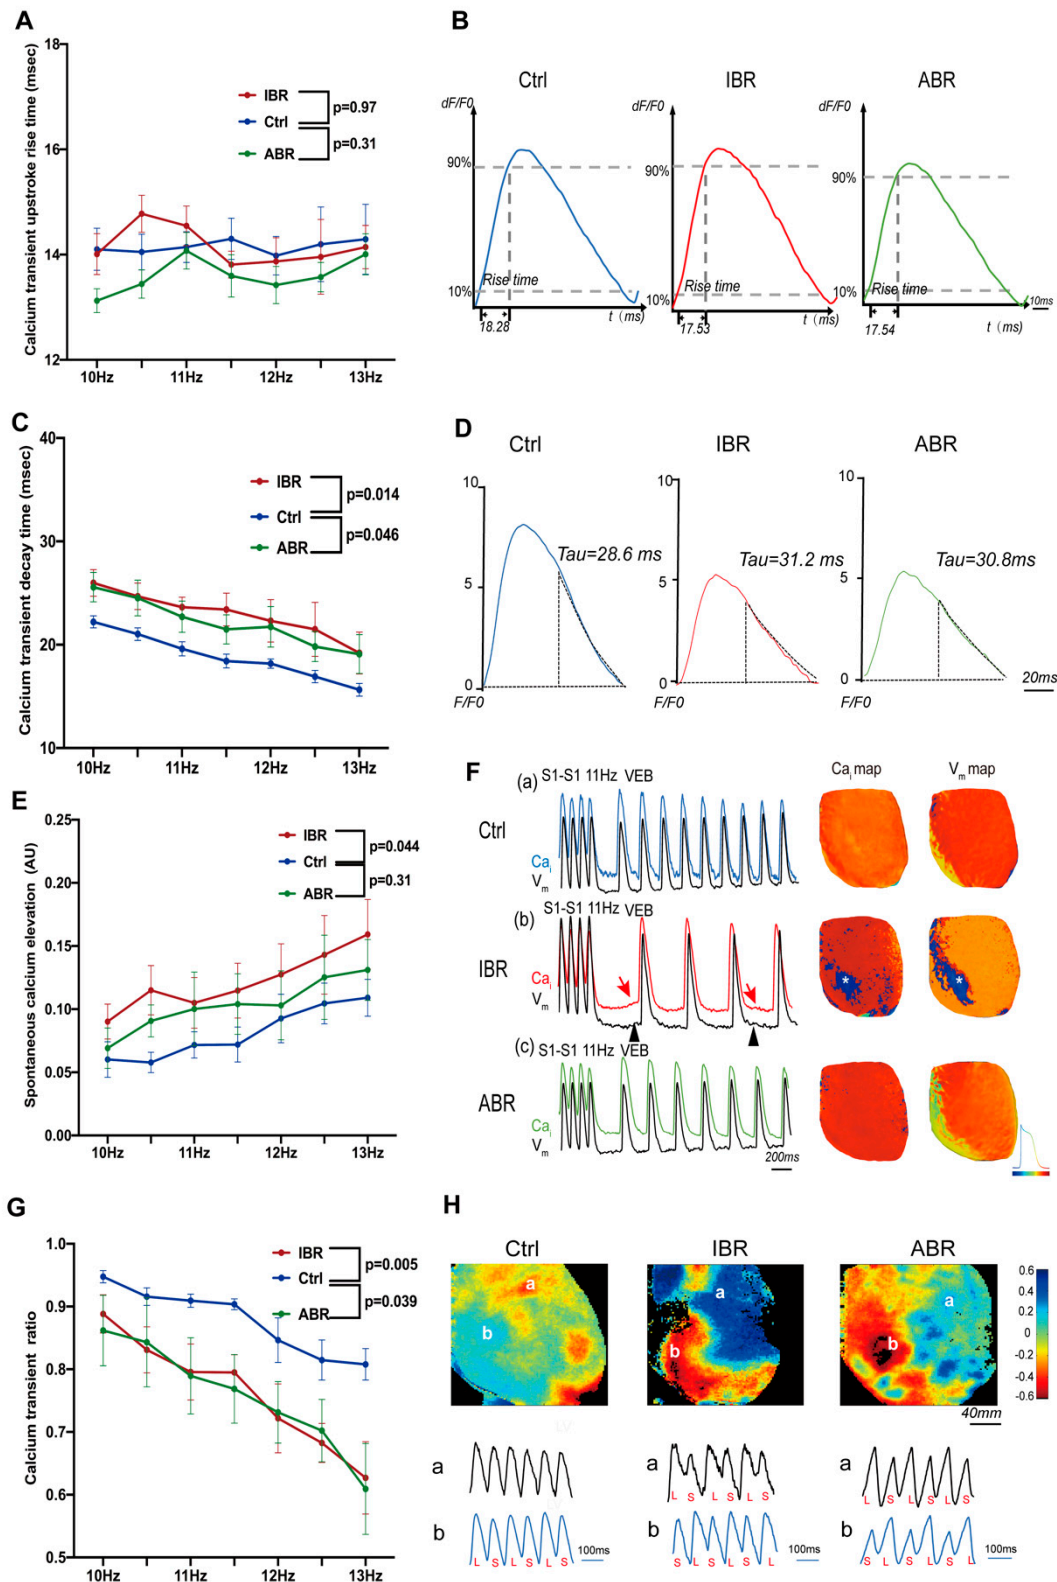 A
Calcium transient upstroke rise time (msec)
18
16
14
12
10Hz 11Hz 12Hz 13Hz
IBR
Ctrl
ABR
p=0.97
p=0.31
B
Ctrl IBR ABR
dF/F0 dF/F0 dF/F0
90% 90% 90%
10% 10% 10%
Rise time Rise time Rise time
18.28 17.53 17.54
t (ms) t (ms) t (ms)
10ms
C
Calcium transient decay time (msec)
40
30
20
10
10Hz 11Hz 12Hz 13Hz
IBR
Ctrl
ABR
p=0.014
p=0.046
D
Ctrl IBR ABR
10 10 10
5 5 5
0 0 0
Tau=28.6 ms Tau=31.2 ms Tau=30.8ms
F/F0 F/F0 F/F0
20ms
E
Spontaneous calcium elevation (AU)
0.25
0.20
0.15
0.10
0.05
0.00
10Hz 11Hz 12Hz 13Hz
IBR
Ctrl
ABR
p=0.044
p=0.31
F
Cai map Vm map
(a) S1-S1 11Hz VEB
Ctrl
Cai
Vm
(b) S1-S1 11Hz VEB
IBR
Cai
Vm
* *
(c) S1-S1 11Hz VEB
ABR
Cai
Vm
200ms
G
Calcium transient ratio
1.0
0.9
0.8
0.7
0.6
0.5
10Hz 11Hz 12Hz 13Hz
IBR
Ctrl
ABR
p=0.005
p=0.039
H
Ctrl IBR ABR
a a a
b b b
0.6
0.4
0.2
0
-0.2
-0.4
-0.6
40mm
a a a
L S L S L S L S L S L S
b b b
L S L S L S S L S L S L S L S L S L
100ms 100ms 100ms